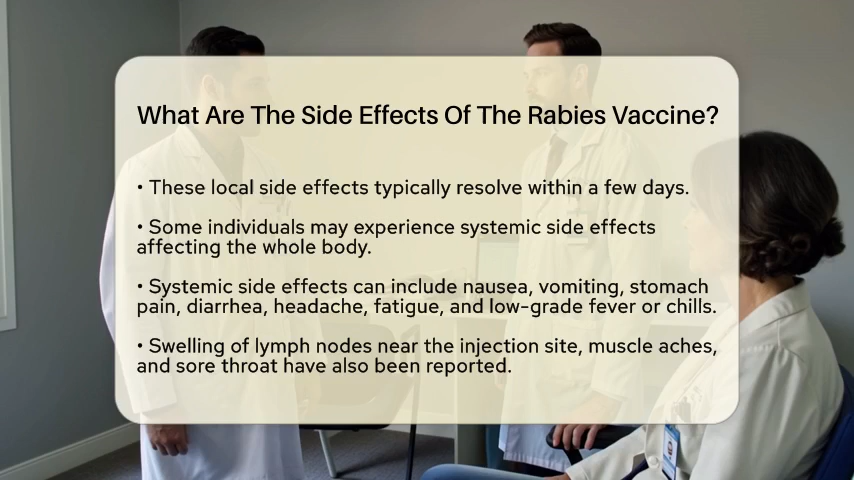 What Are The Side Effects Of The Rabies Vaccine?
• These local side effects typically resolve within a few days.
• Some individuals may experience systemic side effects
affecting the whole body.
• Systemic side effects can include nausea, vomiting, stomach
pain, diarrhea, headache, fatigue, and low-grade fever or chills.
• Swelling of lymph nodes near the injection site, muscle aches,
and sore throat have also been reported.